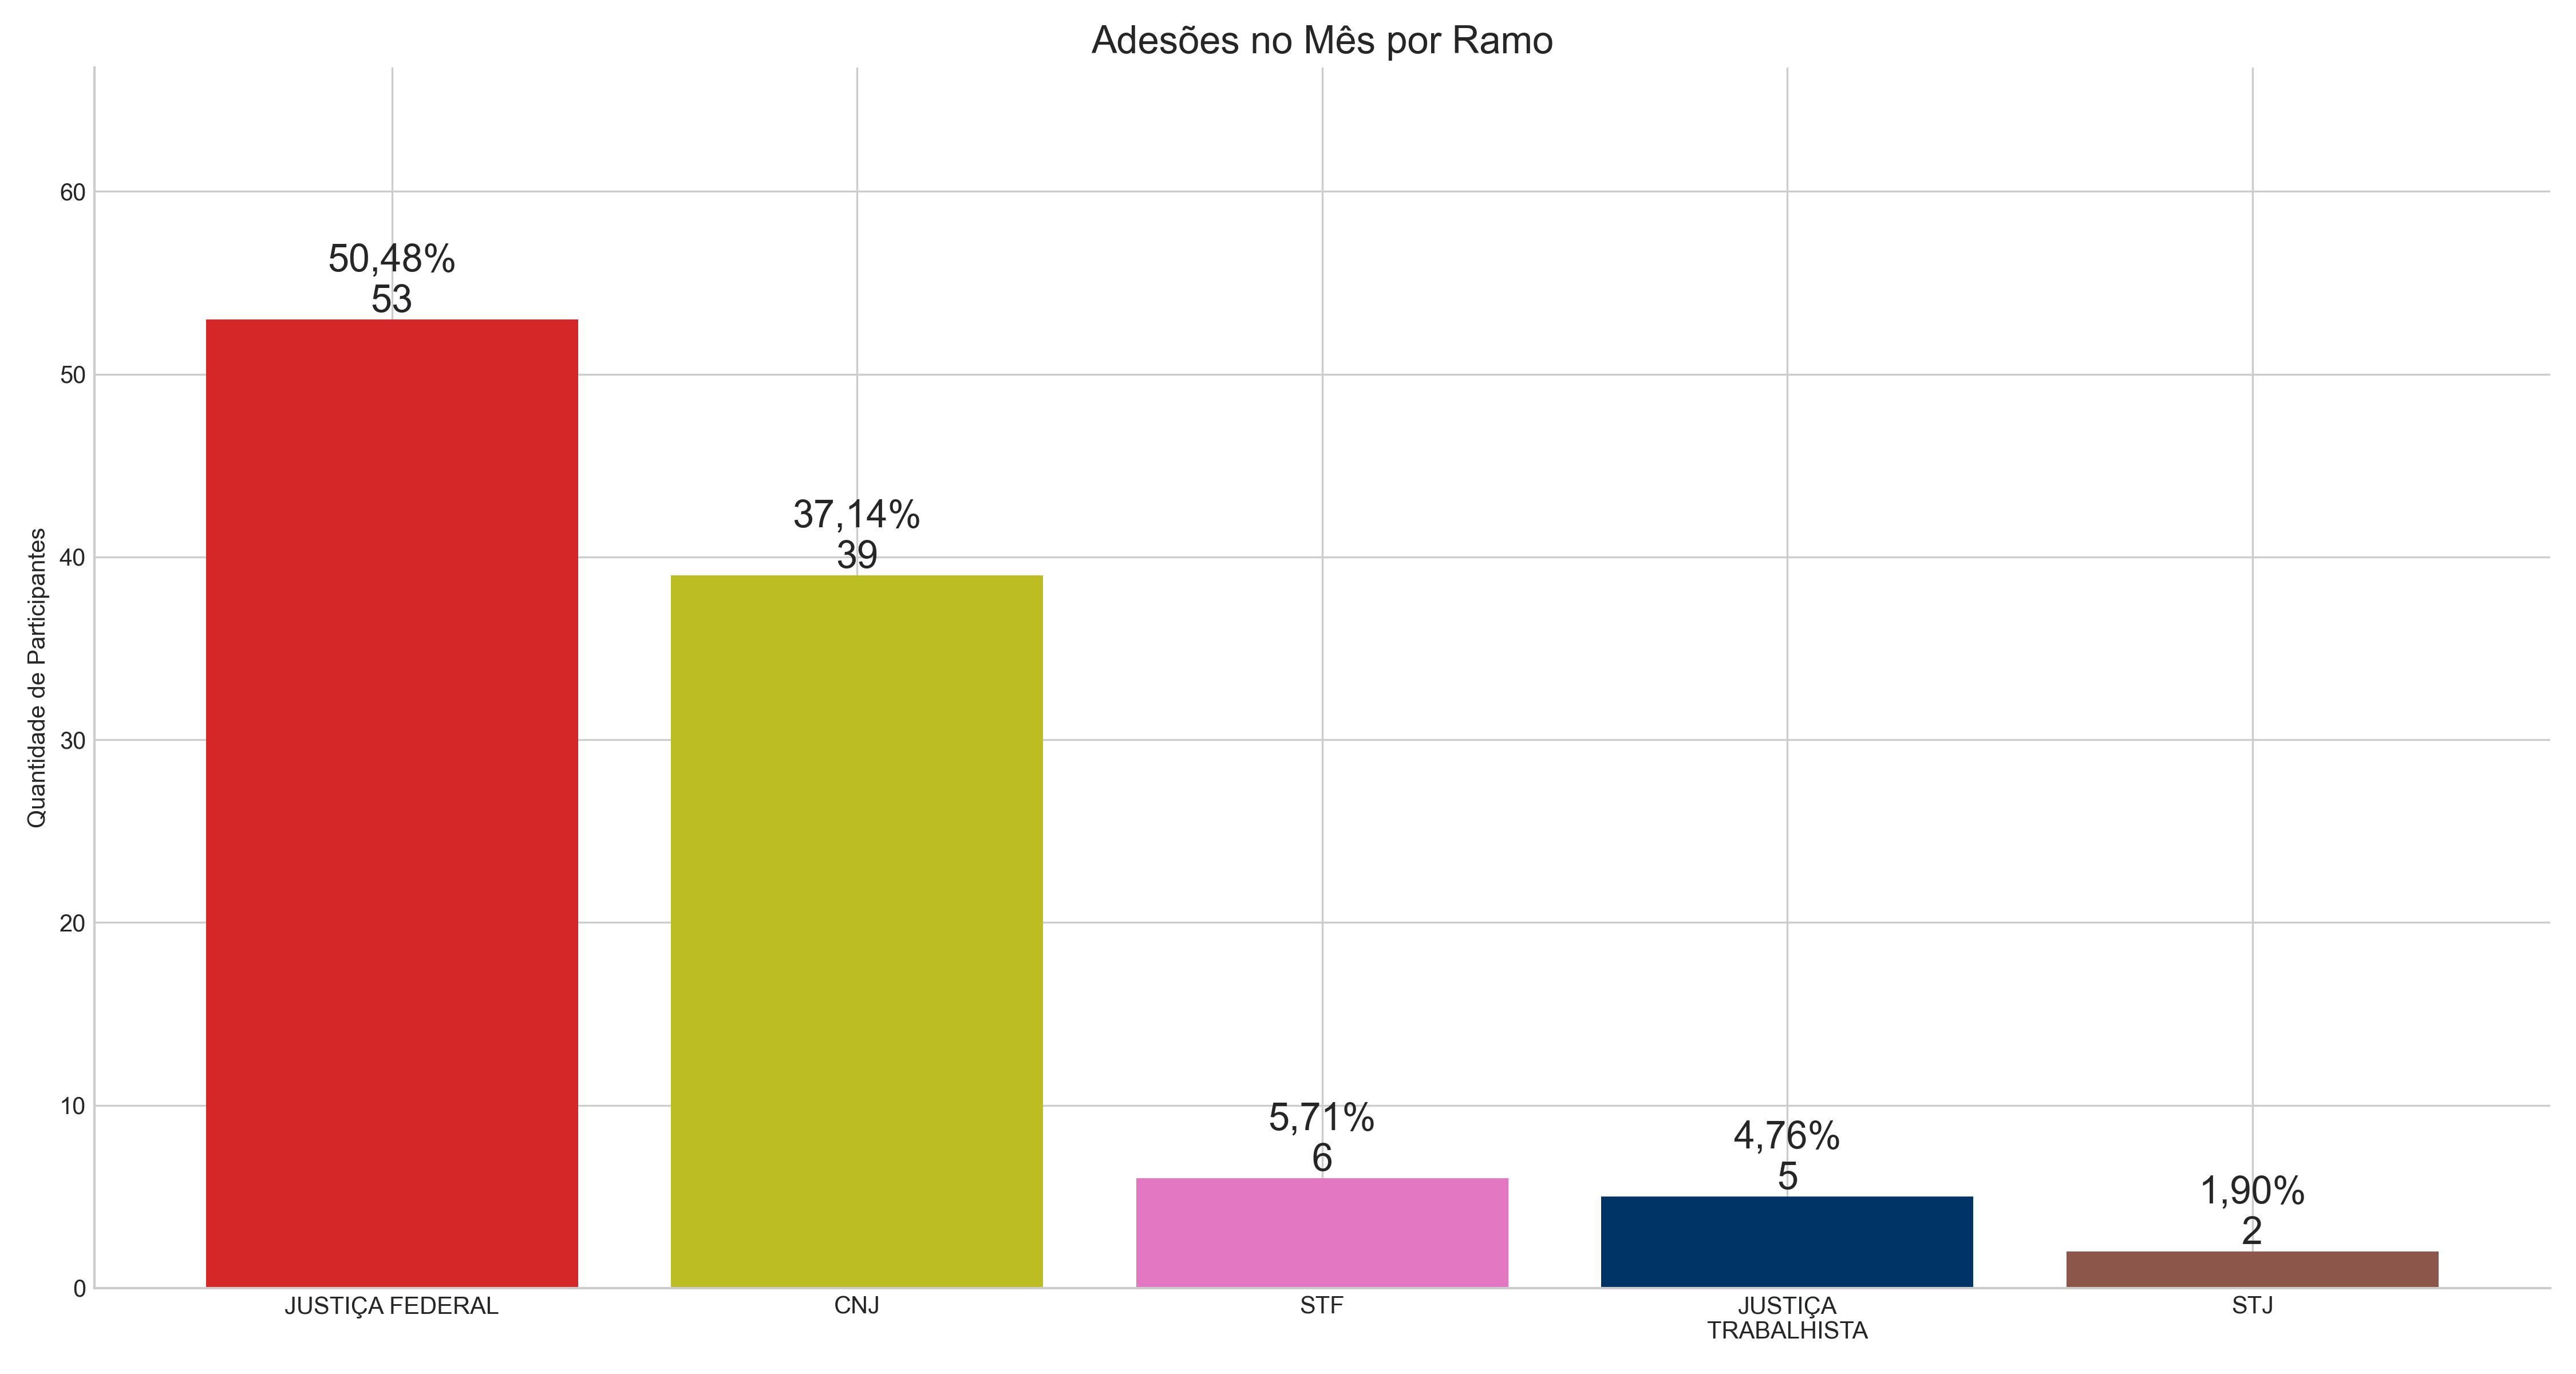 Adesões no Mês por Ramo
Quantidade de Participantes
60
50
40
30
20
10
0
50,48%
53
37,14%
39
5,71%
6
4,76%
5
1,90%
2
JUSTIÇA FEDERAL
CNJ
STF
JUSTIÇA
TRABALHISTA
STJ